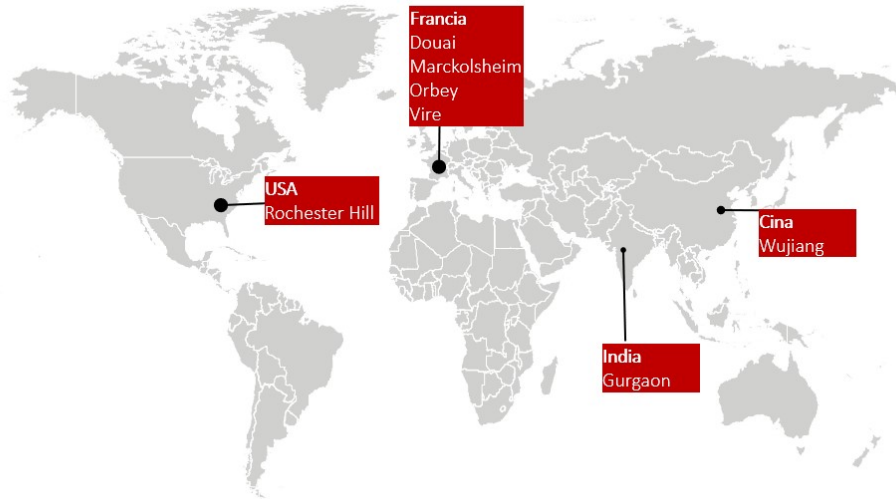 Francia
Douai
Marckolsheim
Orbey
Vire
USA
Rochester Hill
Cina
Wujiang
India
Gurgaon